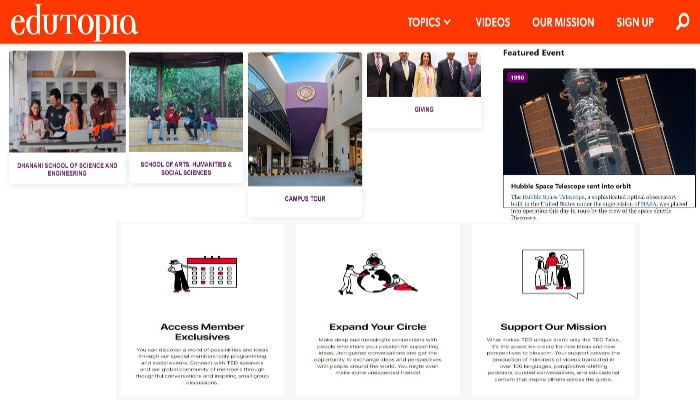 edutopia
TOPICS
VIDEOS
OUR MISSION
SIGN UP
DHANANI SCHOOL OF SCIENCE AND
ENGINEERING
SCHOOL OF ARTS, HUMANITIES &
SOCIAL SCIENCES
CAMPUS TOUR
GIVING
Featured Event
1990
Hubble Space Telescope sent into orbit
The Hubble Space Telescope, a sophisticated optical observatory
built in the United States under the supervision of NASA, was placed
into operation this day in 1990 by the crew of the space shuttle
Discovery.
Access Member
Exclusives
You can discover a world of possibilities and ideas
through our special members-only programming
and social events. Connect with TED speakers
and our global community of members through
thoughtful conversations and inspiring small group
discussions.
Expand Your Circle
Make deep and meaningful connections with
people who share your passion for supporting
ideas. Join guided conversations and get the
opportunity to exchange ideas and perspectives
with people around the world. You might even
make some unexpected friends!
Support Our Mission
What makes TED unique aren't only the TED Talks,
it's the space we create for new ideas and new
perspectives to blossom. Your support powers the
production of hundreds of videos translated in
over 100 languages, perspective-shifting
podcasts, curated conversations, and educational
content that inspire billions across the globe.